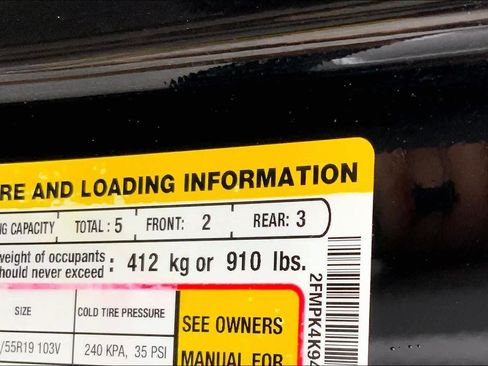 RE AND LOADING INFORMATION
NG CAPACITY TOTAL : 5 FRONT: 2 REAR: 3
weight of occupants
hould never exceed : 412 kg or 910 lbs.
SIZE COLD TIRE PRESSURE SEE OWNERS
/55R19 103V 240 KPA, 35 PSI MANUAL FOR
2FMPK4K94